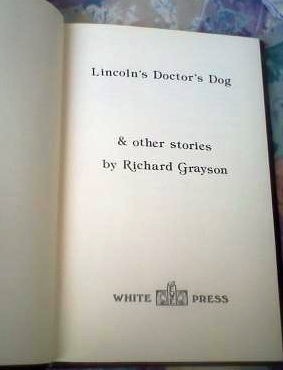 Lincoln's Doctor's Dog
& other stories
by Richard Grayson
WHITE PRESS